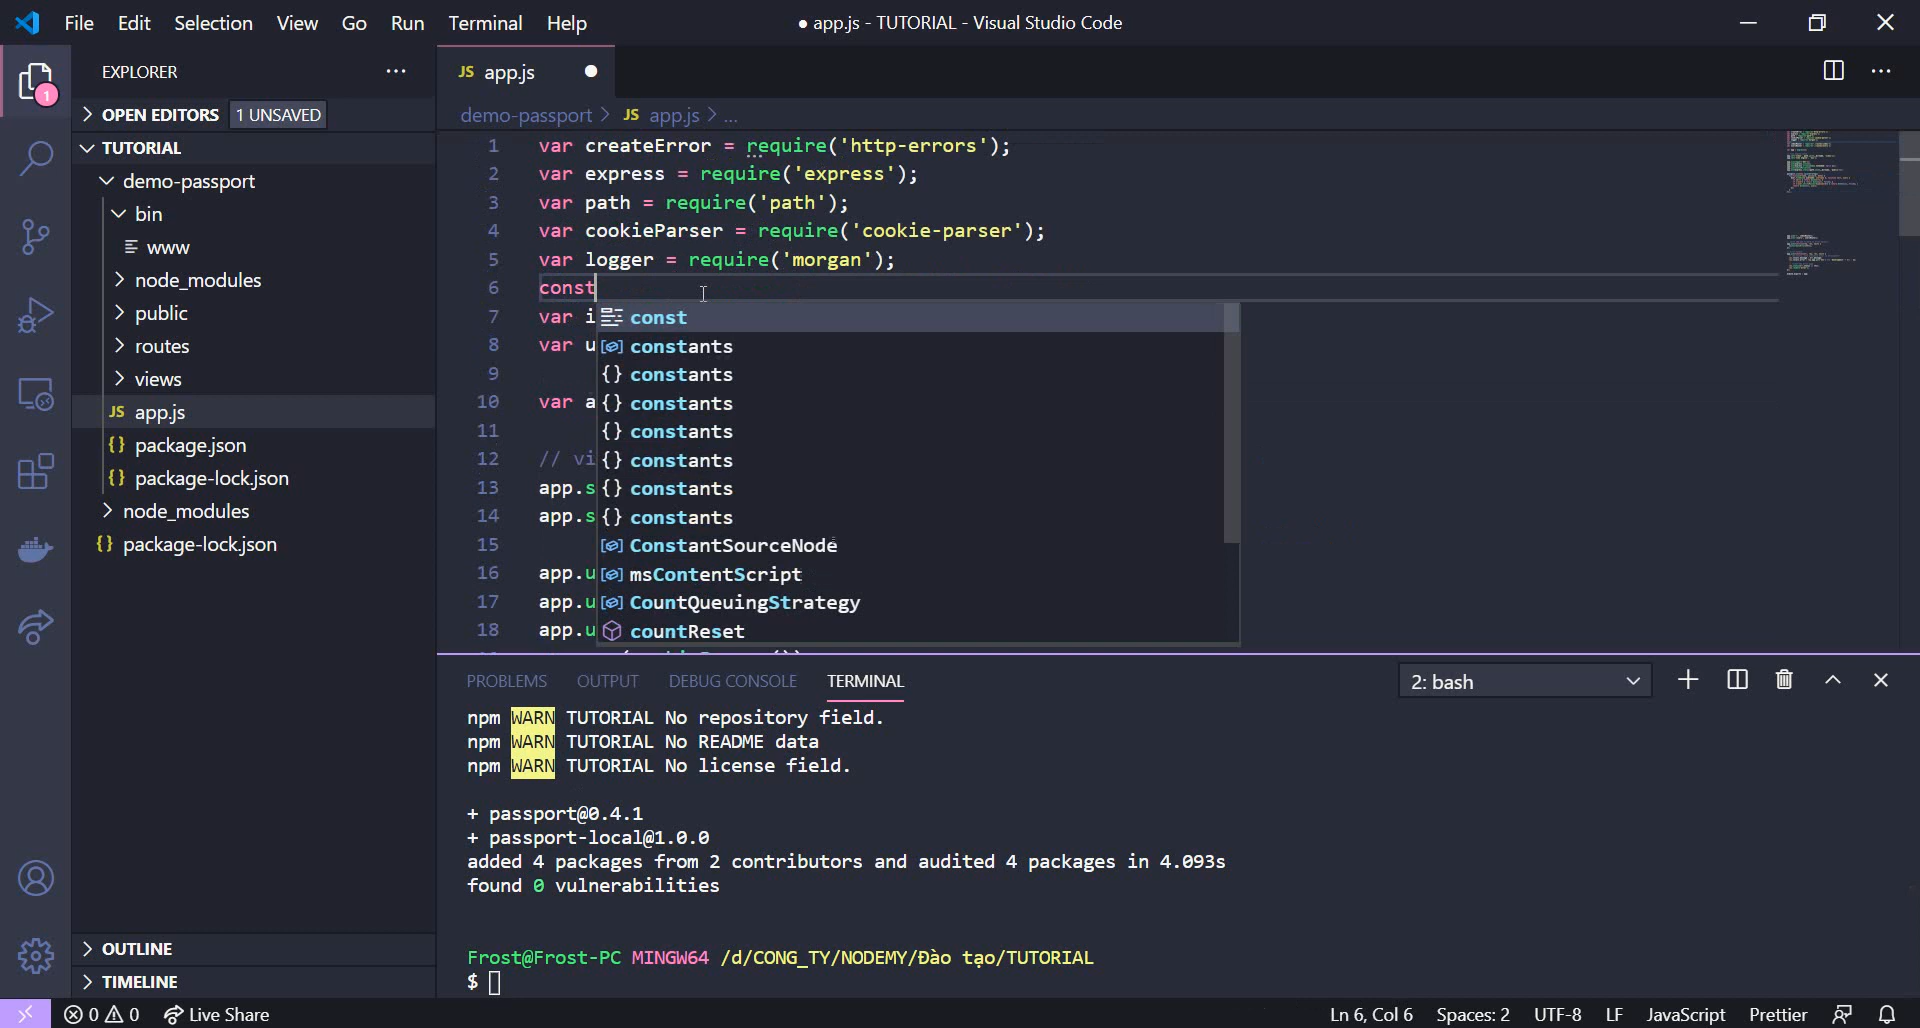 File Edit Selection View Go Run Terminal Help
● app.js - TUTORIAL - Visual Studio Code
EXPLORER
1
OPEN EDITORS 1 UNSAVED
TUTORIAL
demo-passport
bin
www
node_modules
public
routes
views
JS app.js
{} package.json
{} package-lock.json
node_modules
{} package-lock.json
OUTLINE
TIMELINE
JS app.js ●
demo-passport > JS app.js > ...
1 var createError = require('http-errors');
2 var express = require('express');
3 var path = require('path');
4 var cookieParser = require('cookie-parser');
5 var logger = require('morgan');
6 const
7 var i
8 var u
9
10 var a
11
12 // vi
13 app.s
14 app.s
15
16 app.u
17 app.u
18 app.u
const
constants
{} constants
{} constants
{} constants
{} constants
{} constants
{} constants
ConstantSourceNode
msContentScript
CountQueuingStrategy
countReset
PROBLEMS OUTPUT DEBUG CONSOLE TERMINAL
2: bash
npm WARN TUTORIAL No repository field.
npm WARN TUTORIAL No README data
npm WARN TUTORIAL No license field.
+ passport@0.4.1
+ passport-local@1.0.0
added 4 packages from 2 contributors and audited 4 packages in 4.093s
found 0 vulnerabilities
Frost@Frost-PC MINGW64 /d/CONG_TY/NODEMY/Đào tạo/TUTORIAL
$
0 0 Live Share
Ln 6, Col 6 Spaces: 2 UTF-8 LF JavaScript Prettier